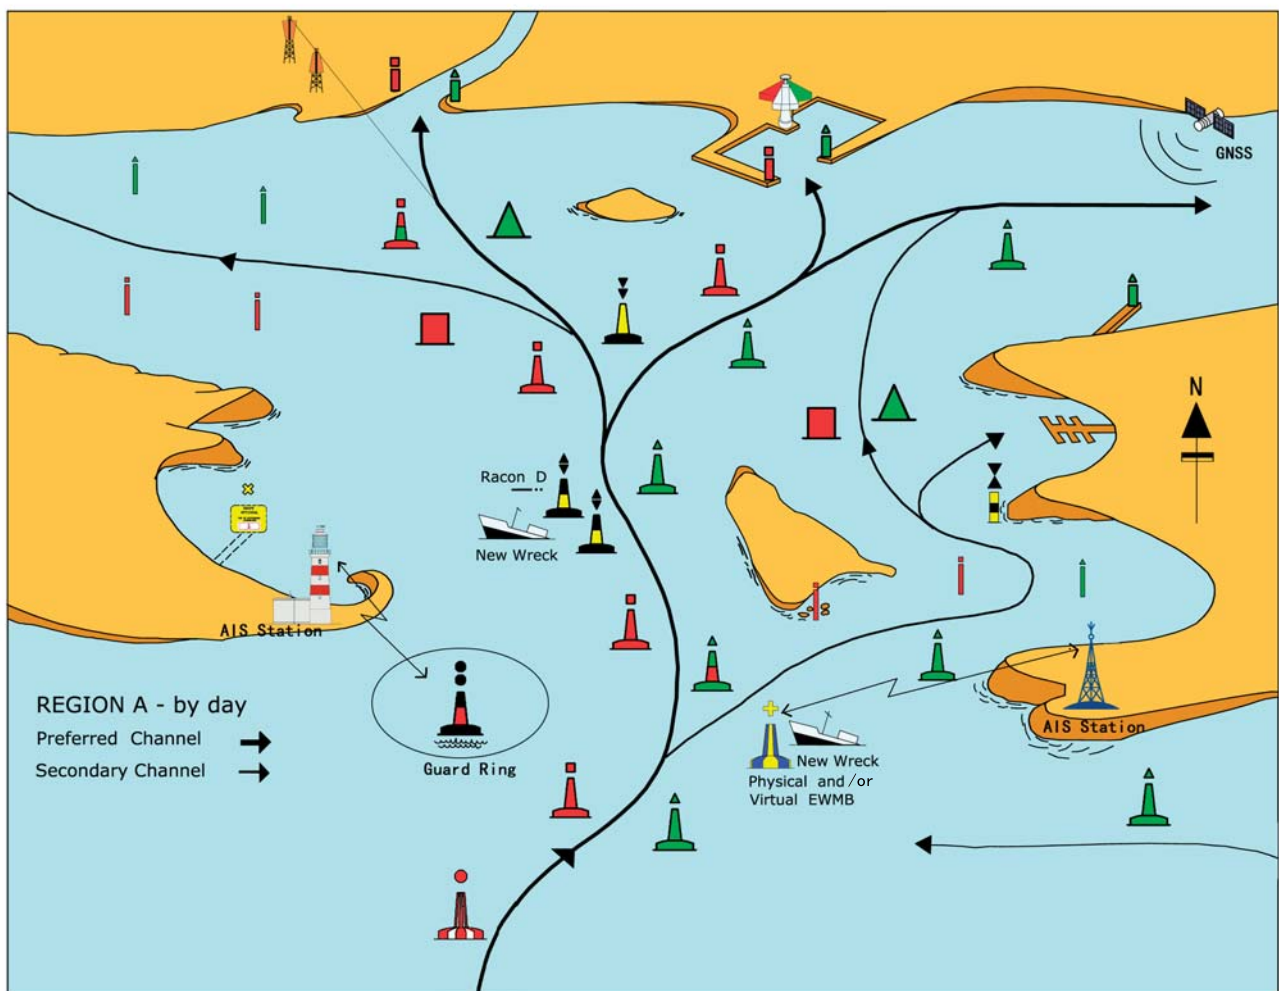 GNSS
N
Racon D
New Wreck
AIS Station
REGION A - by day
Preferred Channel
Secondary Channel
Guard Ring
New Wreck
Physical and /or
Virtual EWMB
AIS Station